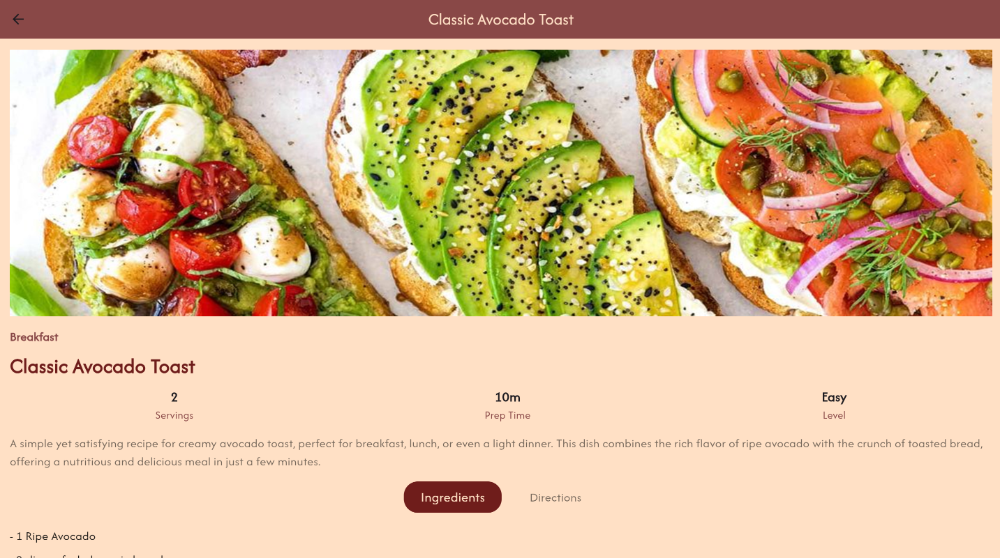 Classic Avocado Toast
Breakfast
Classic Avocado Toast
2
Servings
10m
Prep Time
Easy
Level
A simple yet satisfying recipe for creamy avocado toast, perfect for breakfast, lunch, or even a light dinner. This dish combines the rich flavor of ripe avocado with the crunch of toasted bread,
offering a nutritious and delicious meal in just a few minutes.
Ingredients
Directions
- 1 Ripe Avocado